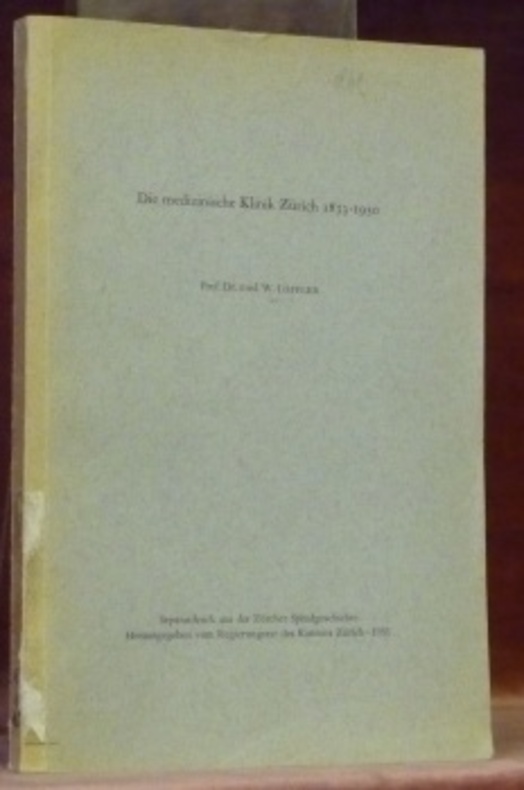 Die medizinische Klinik Zürich 1833-1950
Prof. Dr. med. W. LOEFFLER
Separatdruck aus der Zürcher Spitalgeschichte
Herausgegeben vom Regierungsrat des Kantons Zürich - 1951